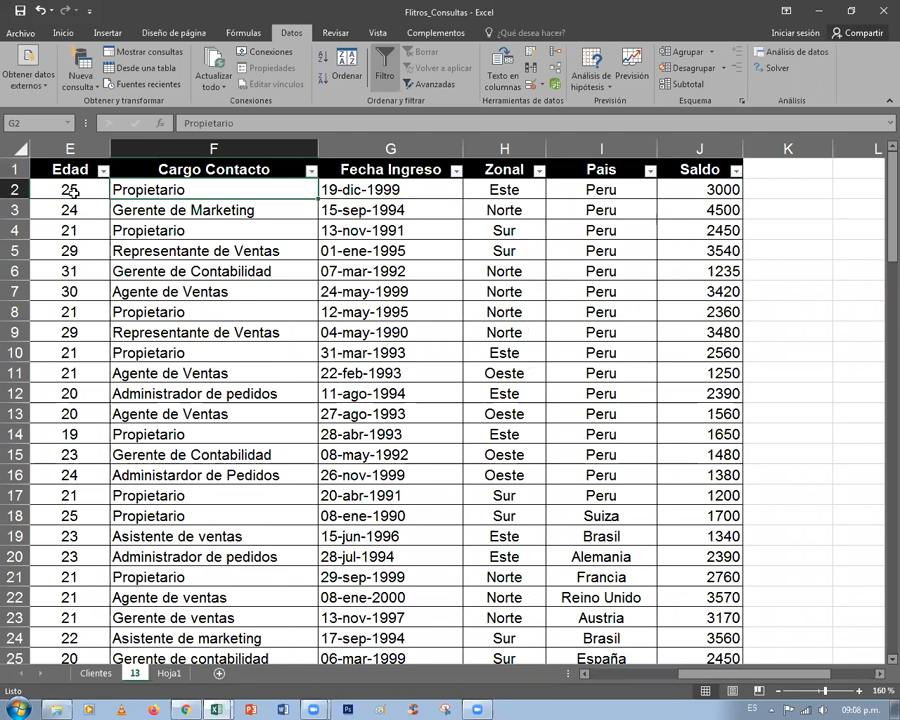 Flitros_Consultas - Excel
Archivo Inicio Insertar Diseño de página Fórmulas Datos Revisar Vista Complementos ¿Qué desea hacer? Iniciar sesión Compartir
Obtener datos externos
Nueva consulta
Mostrar consultas
Desde una tabla
Fuentes recientes
Obtener y transformar
Actualizar todo
Conexiones
Propiedades
Editar vínculos
Conexiones
Ordenar
Filtro
Borrar
Volver a aplicar
Avanzadas
Ordenar y filtrar
Texto en columnas
Herramientas de datos
Análisis de hipótesis
Previsión
Previsión
Agrupar
Desagrupar
Subtotal
Esquema
Análisis de datos
Solver
Análisis
G2 Propietario
E F G H I J K L
1 Edad Cargo Contacto Fecha Ingreso Zonal Pais Saldo
2 25 Propietario 19-dic-1999 Este Peru 3000
3 24 Gerente de Marketing 15-sep-1994 Norte Peru 4500
4 21 Propietario 13-nov-1991 Sur Peru 2450
5 29 Representante de Ventas 01-ene-1995 Sur Peru 3540
6 31 Gerente de Contabilidad 07-mar-1992 Norte Peru 1235
7 30 Agente de Ventas 24-may-1999 Norte Peru 3420
8 21 Propietario 12-may-1995 Norte Peru 2360
9 29 Representante de Ventas 04-may-1990 Norte Peru 3480
10 21 Propietario 31-mar-1993 Este Peru 2560
11 21 Agente de Ventas 22-feb-1993 Oeste Peru 1250
12 20 Administrador de pedidos 11-ago-1994 Este Peru 2390
13 20 Agente de Ventas 27-ago-1993 Oeste Peru 1560
14 19 Propietario 28-abr-1993 Este Peru 1650
15 23 Gerente de Contabilidad 08-may-1992 Oeste Peru 1480
16 24 Administardor de Pedidos 26-nov-1999 Oeste Peru 1380
17 21 Propietario 20-abr-1991 Sur Peru 1200
18 25 Propietario 08-ene-1990 Sur Suiza 1700
19 23 Asistente de ventas 15-jun-1996 Este Brasil 1340
20 23 Administrador de pedidos 28-jul-1994 Este Alemania 2390
21 21 Propietario 29-sep-1999 Norte Francia 2760
22 21 Agente de ventas 08-ene-2000 Norte Reino Unido 3570
23 21 Gerente de ventas 13-nov-1997 Norte Austria 3170
24 22 Asistente de marketing 17-sep-1994 Sur Brasil 3560
25 20 Gerente de contabilidad 06-mar-1999 Sur España 2450
Clientes 13 Hoja1
Listo 160 %
ES 09:08 p.m.